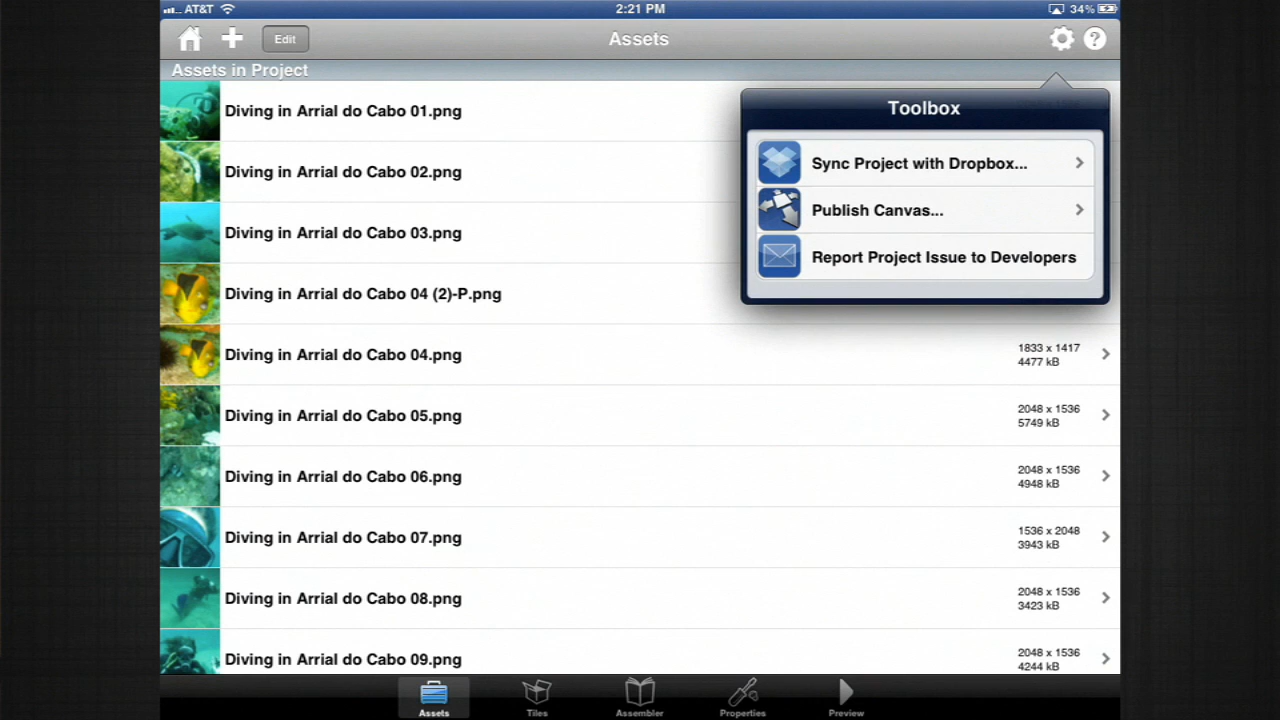 AT&T 2:21 PM 34%
Edit Assets ?
Assets in Project
Toolbox
Sync Project with Dropbox...
Publish Canvas...
Report Project Issue to Developers
Diving in Arrial do Cabo 01.png
Diving in Arrial do Cabo 02.png
Diving in Arrial do Cabo 03.png
Diving in Arrial do Cabo 04 (2)-P.png
Diving in Arrial do Cabo 04.png
1833 x 1417
4477 kB
Diving in Arrial do Cabo 05.png
2048 x 1536
5749 kB
Diving in Arrial do Cabo 06.png
2048 x 1536
4948 kB
Diving in Arrial do Cabo 07.png
1536 x 2048
3943 kB
Diving in Arrial do Cabo 08.png
2048 x 1536
3423 kB
Diving in Arrial do Cabo 09.png
2048 x 1536
4244 kB
Assets Tiles Assembler Properties Preview